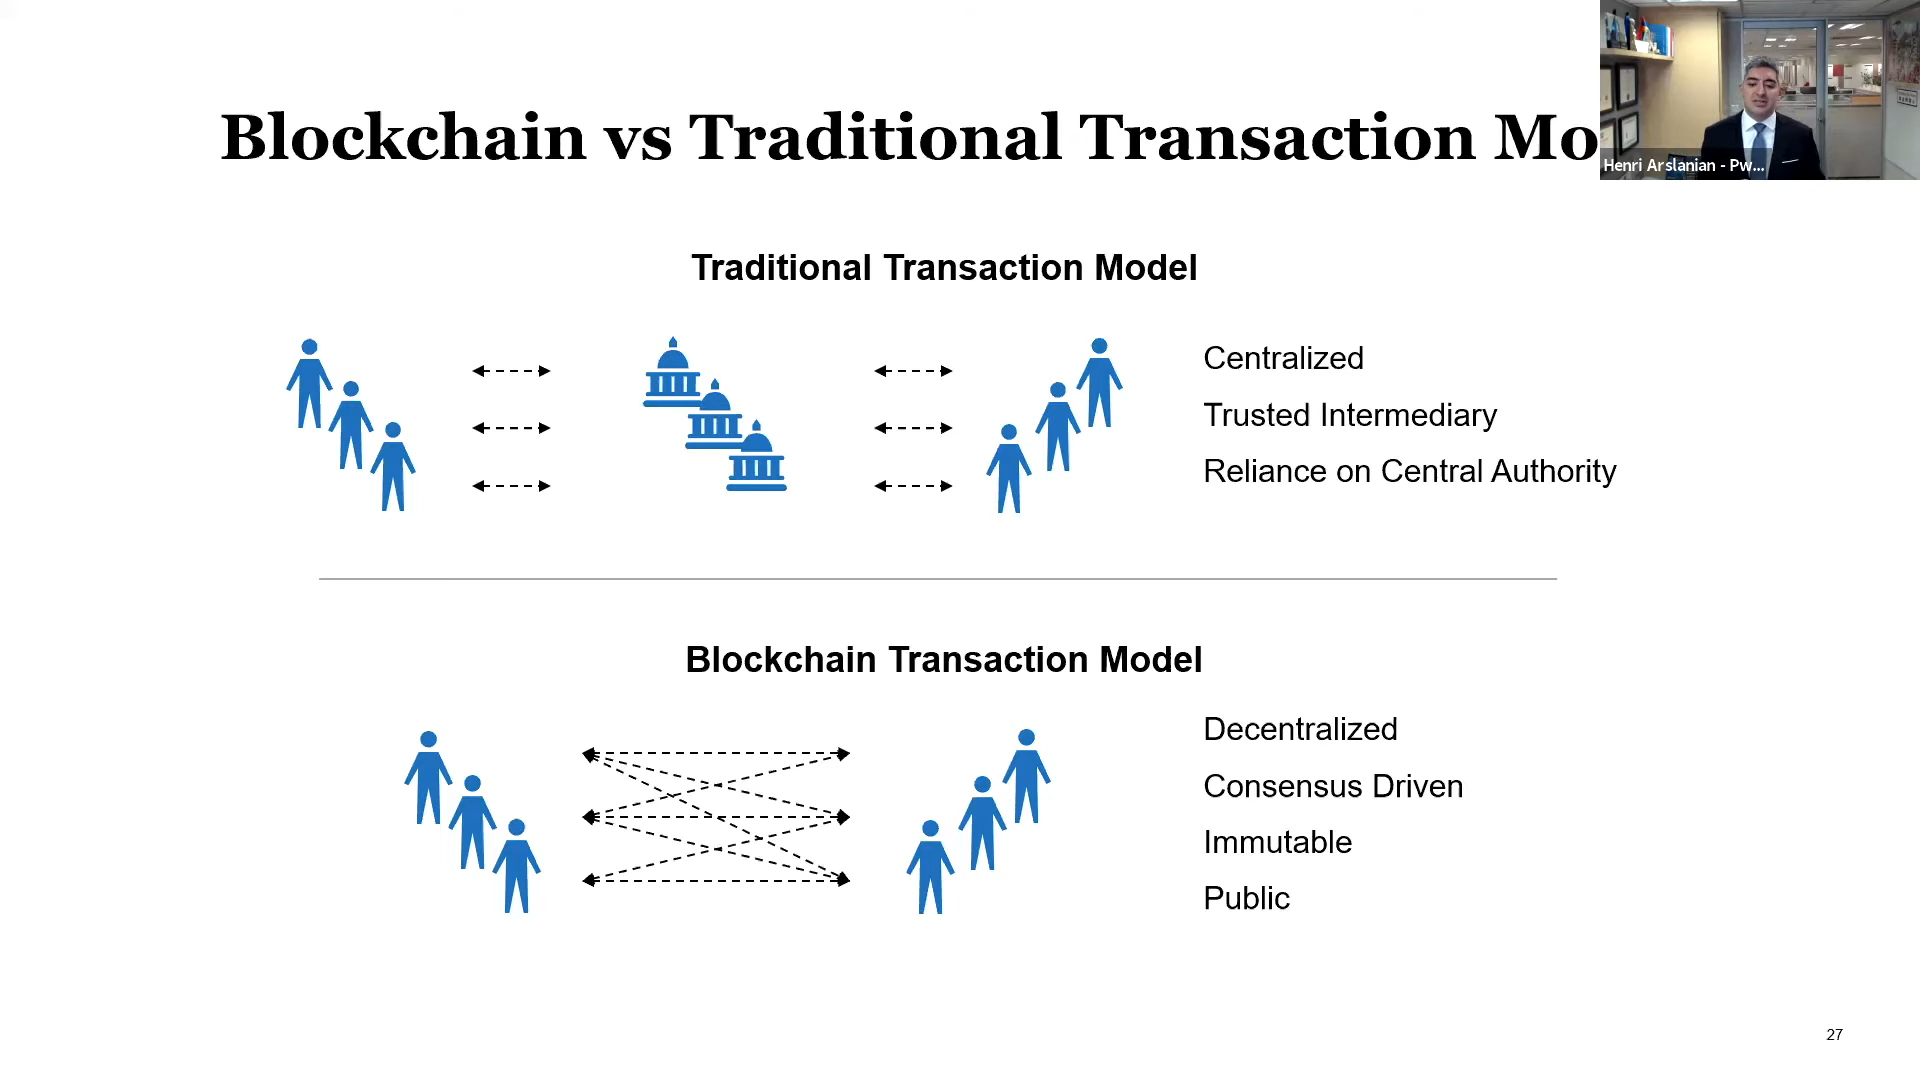 Blockchain vs Traditional Transaction Mo
Henri Arslanian - Pw...
Traditional Transaction Model
Centralized
Trusted Intermediary
Reliance on Central Authority
Blockchain Transaction Model
Decentralized
Consensus Driven
Immutable
Public
27